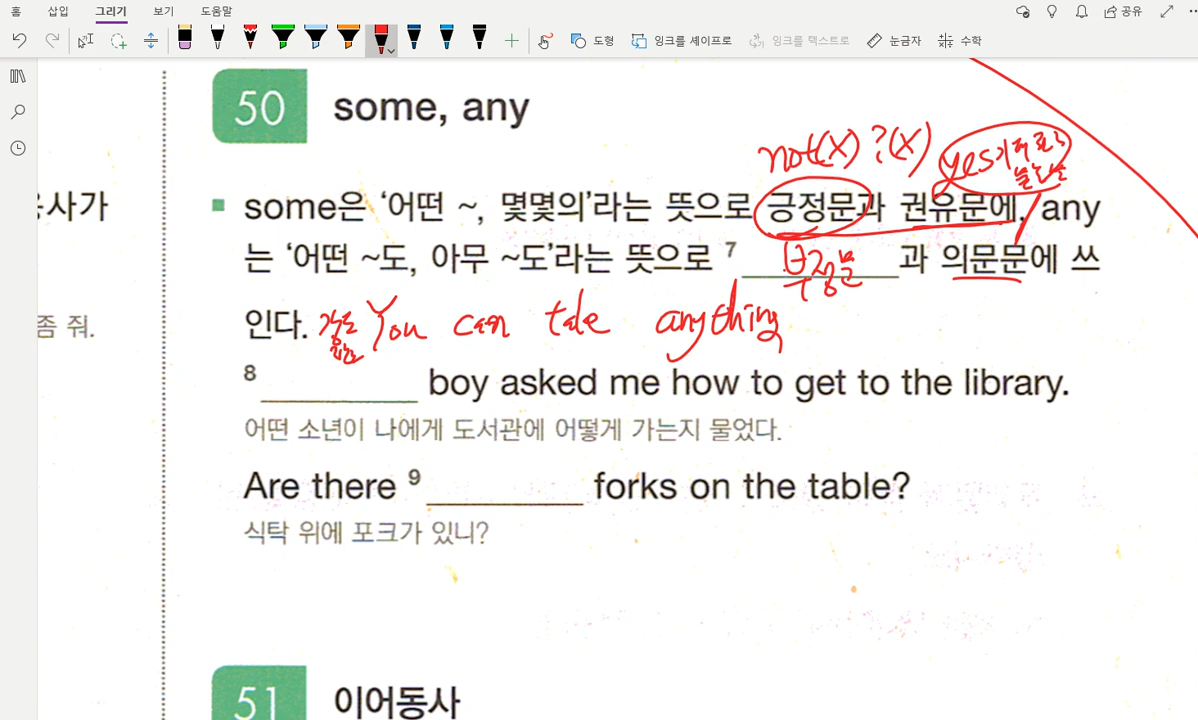 홈 삽입 그리기 보기 도움말 공유
도형 잉크를 셰이프로 잉크를 텍스트로 눈금자 수학
50 some, any
not(X) ?(X) yes
용사가
some은 ‘어떤 ~, 몇몇의’라는 뜻으로 긍정문과 권유문에, any
는 ‘어떤 ~도, 아무 ~도’라는 뜻으로 7 부정문 과 의문문에 쓰
좀 줘.
인다. You can take anything
8 boy asked me how to get to the library.
어떤 소년이 나에게 도서관에 어떻게 가는지 물었다.
Are there 9 forks on the table?
식탁 위에 포크가 있니?
51 이어동사